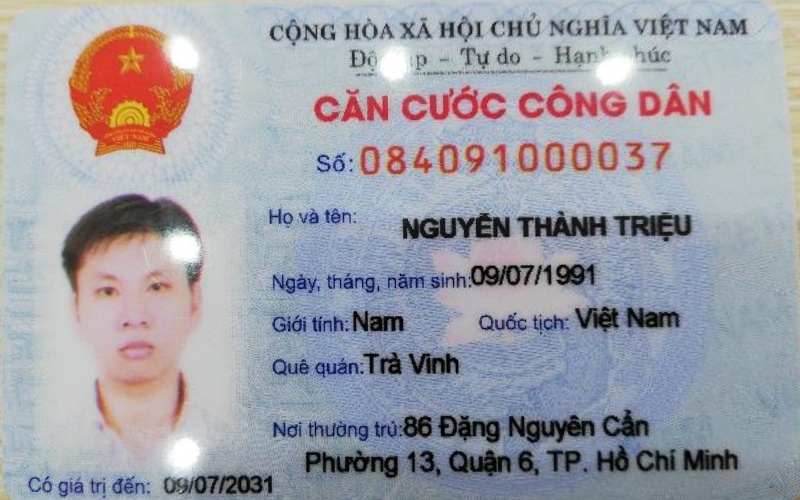 CỘNG HÒA XÃ HỘI CHỦ NGHĨA VIỆT NAM
Tự do - Hạnh phúc
CĂN CƯỚC CÔNG DÂN
Số: 084091000037
Họ và tên: NGUYỄN THÀNH TRIỆU
Ngày, tháng, năm sinh: 09/07/1991
Giới tính: Nam Quốc tịch: Việt Nam
Quê quán: Trà Vinh
Nơi thường trú: 86 Đặng Nguyên Cẩn
Phường 13, Quận 6, TP. Hồ Chí Minh
Có giá trị đến: 09/07/2031